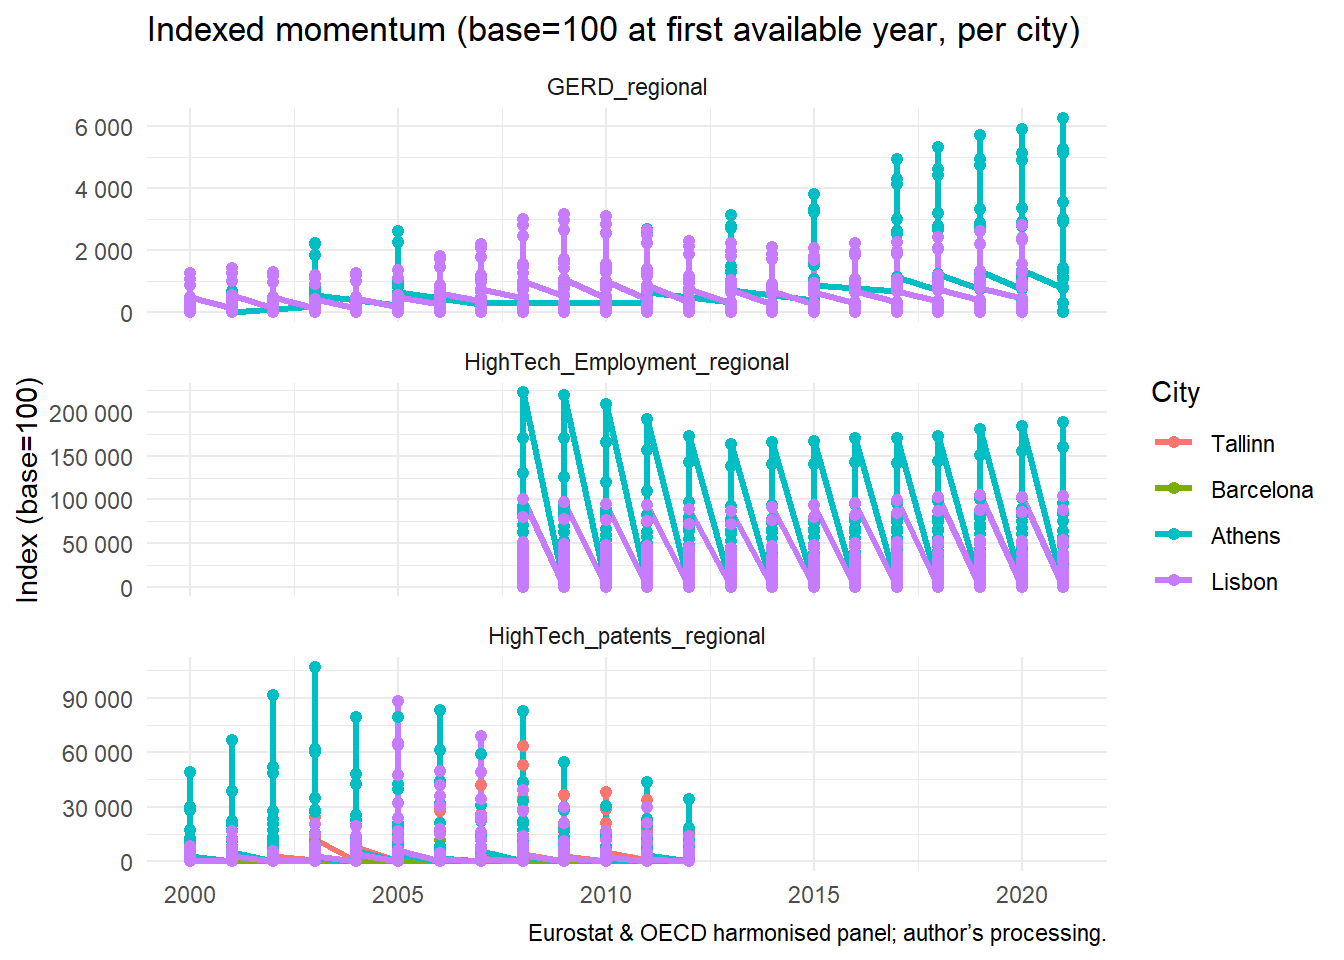 Indexed momentum (base=100 at first available year, per city)
GERD_regional
6 000
4 000
2 000
0
HighTech_Employment_regional
200 000
150 000
100 000
50 000
0
HighTech_patents_regional
90 000
60 000
30 000
0
2000
2005
2010
2015
2020
Index (base=100)
City
Tallinn
Barcelona
Athens
Lisbon
Eurostat & OECD harmonised panel; author’s processing.